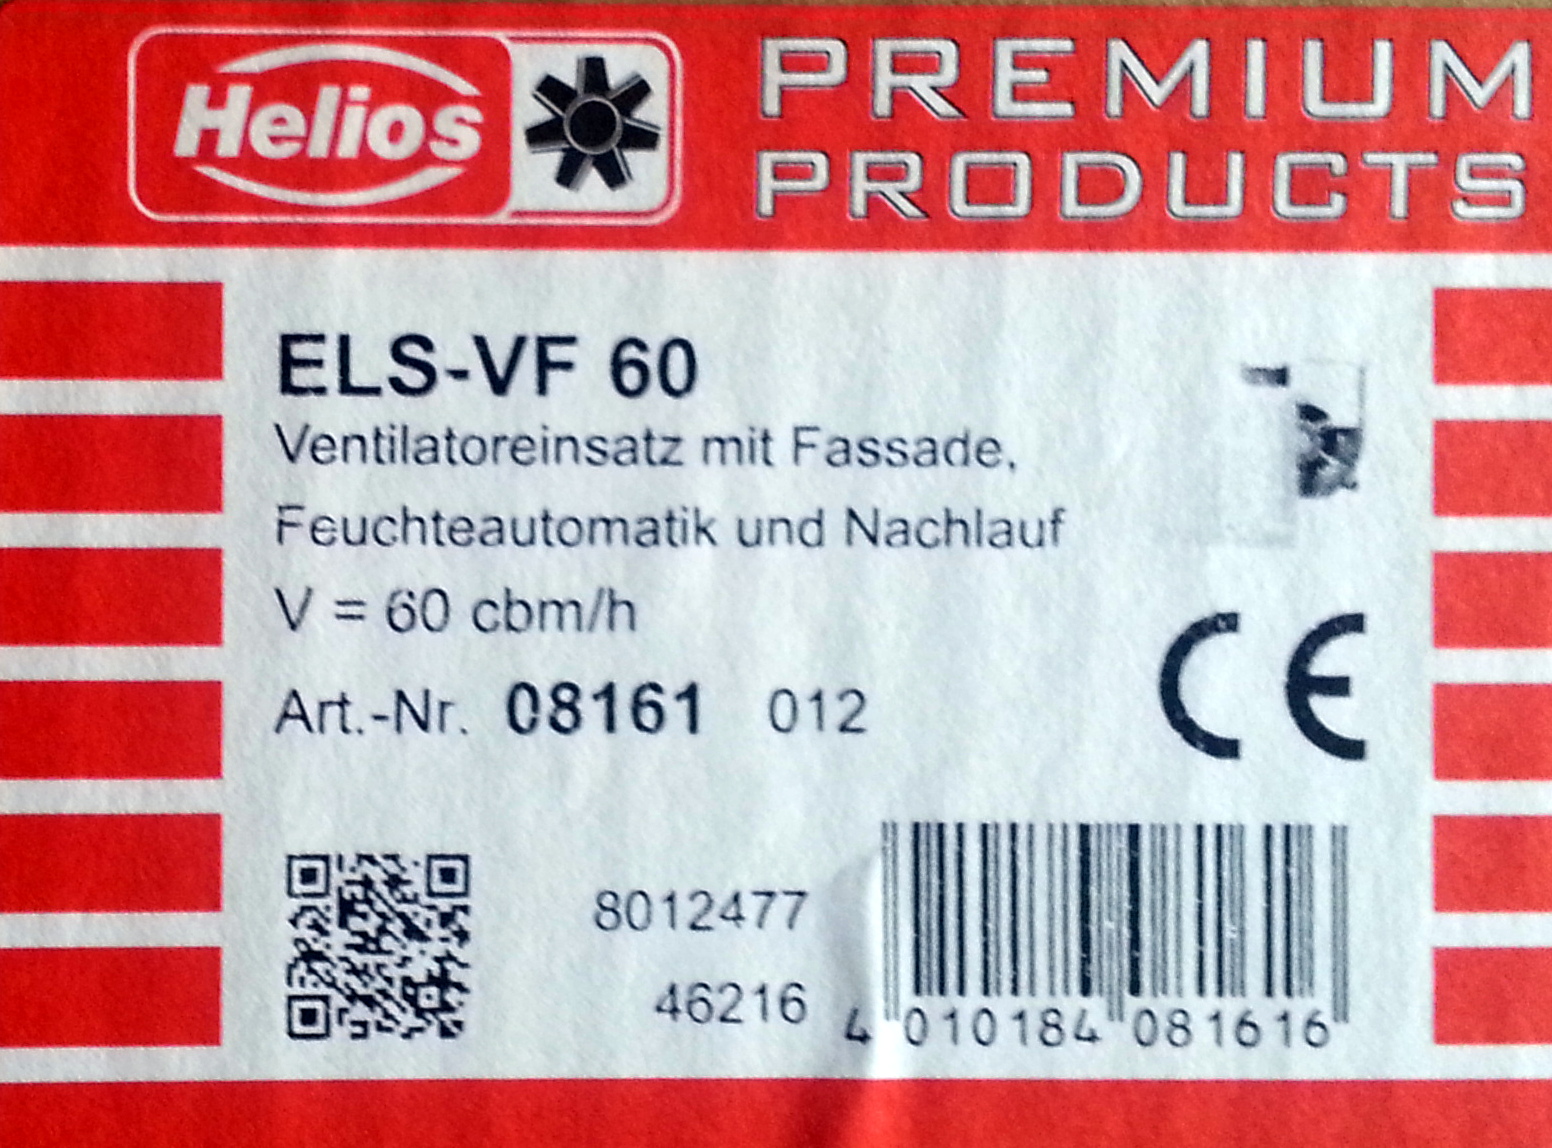 Helios
PREMIUM
PRODUCTS
ELS-VF 60
Ventilatoreinsatz mit Fassade,
Feuchteautomatik und Nachlauf
V = 60 cbm/h
Art.-Nr. 08161 012
CE
8012477
46216
4 010184 081616